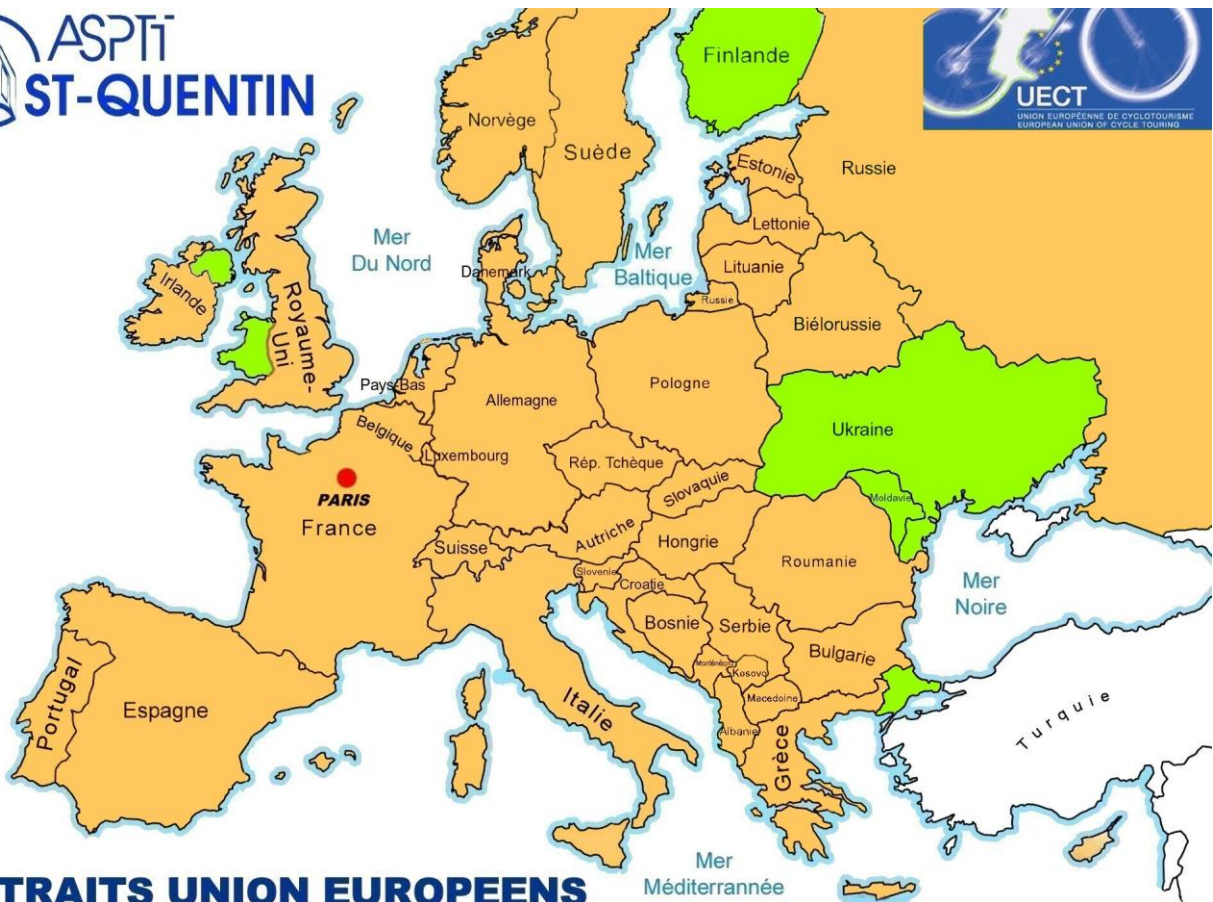 ASPTT
ST-QUENTIN
UECT
UNION EUROPÉENNE DE CYCLOTOURISME
EUROPEAN UNION OF CYCLE TOURING
Finlande
Norvège
Suède
Estonie
Russie
Lettonie
Mer
Du Nord
Mer
Baltique
Danemark
Lituanie
Russie
Irlande
Royaume-
Uni
Biélorussie
Pays-Bas
Pologne
Allemagne
Belgique
Ukraine
Luxembourg
Rép. Tchèque
Slovaquie
PARIS
France
Moldavie
Autriche
Suisse
Hongrie
Roumanie
Slovenie
Croatie
Mer
Noire
Bosnie
Serbie
Bulgarie
Monténégro
Kosovo
Portugal
Espagne
Italie
Macedoine
Albanie
Grèce
Turquie
Mer
Méditerrannée
TRAITS UNION EUROPEENS